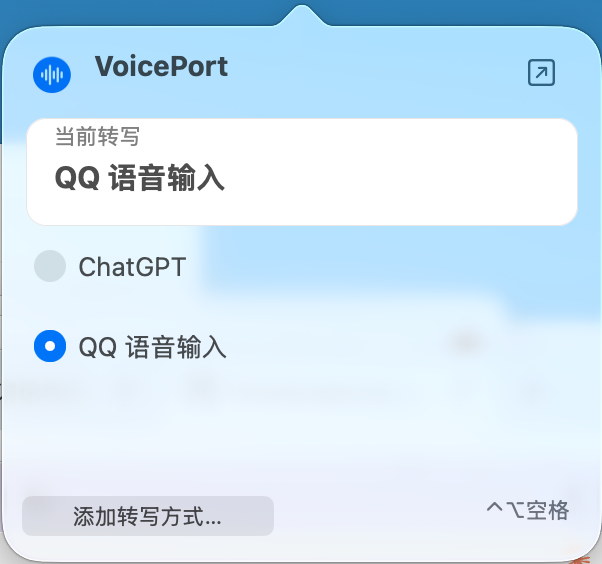 VoicePort
当前转写
QQ 语音输入
ChatGPT
QQ 语音输入
添加转写方式...
⌃⌥空格